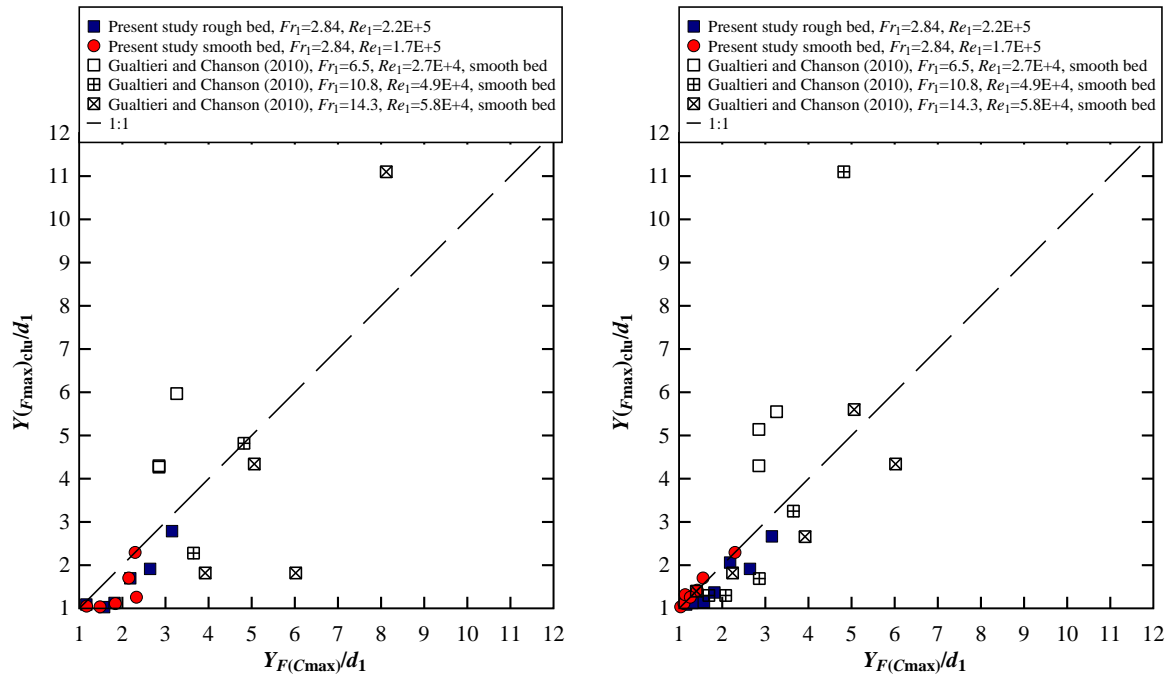 Present study rough bed, Fr1=2.84, Re1=2.2E+5
Present study smooth bed, Fr1=2.84, Re1=1.7E+5
Gualtieri and Chanson (2010), Fr1=6.5, Re1=2.7E+4, smooth bed
Gualtieri and Chanson (2010), Fr1=10.8, Re1=4.9E+4, smooth bed
Gualtieri and Chanson (2010), Fr1=14.3, Re1=5.8E+4, smooth bed
1:1
12
11
10
9
8
7
6
5
4
3
2
1
Y(Fmax)clu/d1
1 2 3 4 5 6 7 8 9 10 11 12
YF(Cmax)/d1
Present study rough bed, Fr1=2.84, Re1=2.2E+5
Present study smooth bed, Fr1=2.84, Re1=1.7E+5
Gualtieri and Chanson (2010), Fr1=6.5, Re1=2.7E+4, smooth bed
Gualtieri and Chanson (2010), Fr1=10.8, Re1=4.9E+4, smooth bed
Gualtieri and Chanson (2010), Fr1=14.3, Re1=5.8E+4, smooth bed
1:1
12
11
10
9
8
7
6
5
4
3
2
1
Y(Fmax)clu/d1
1 2 3 4 5 6 7 8 9 10 11 12
YF(Cmax)/d1